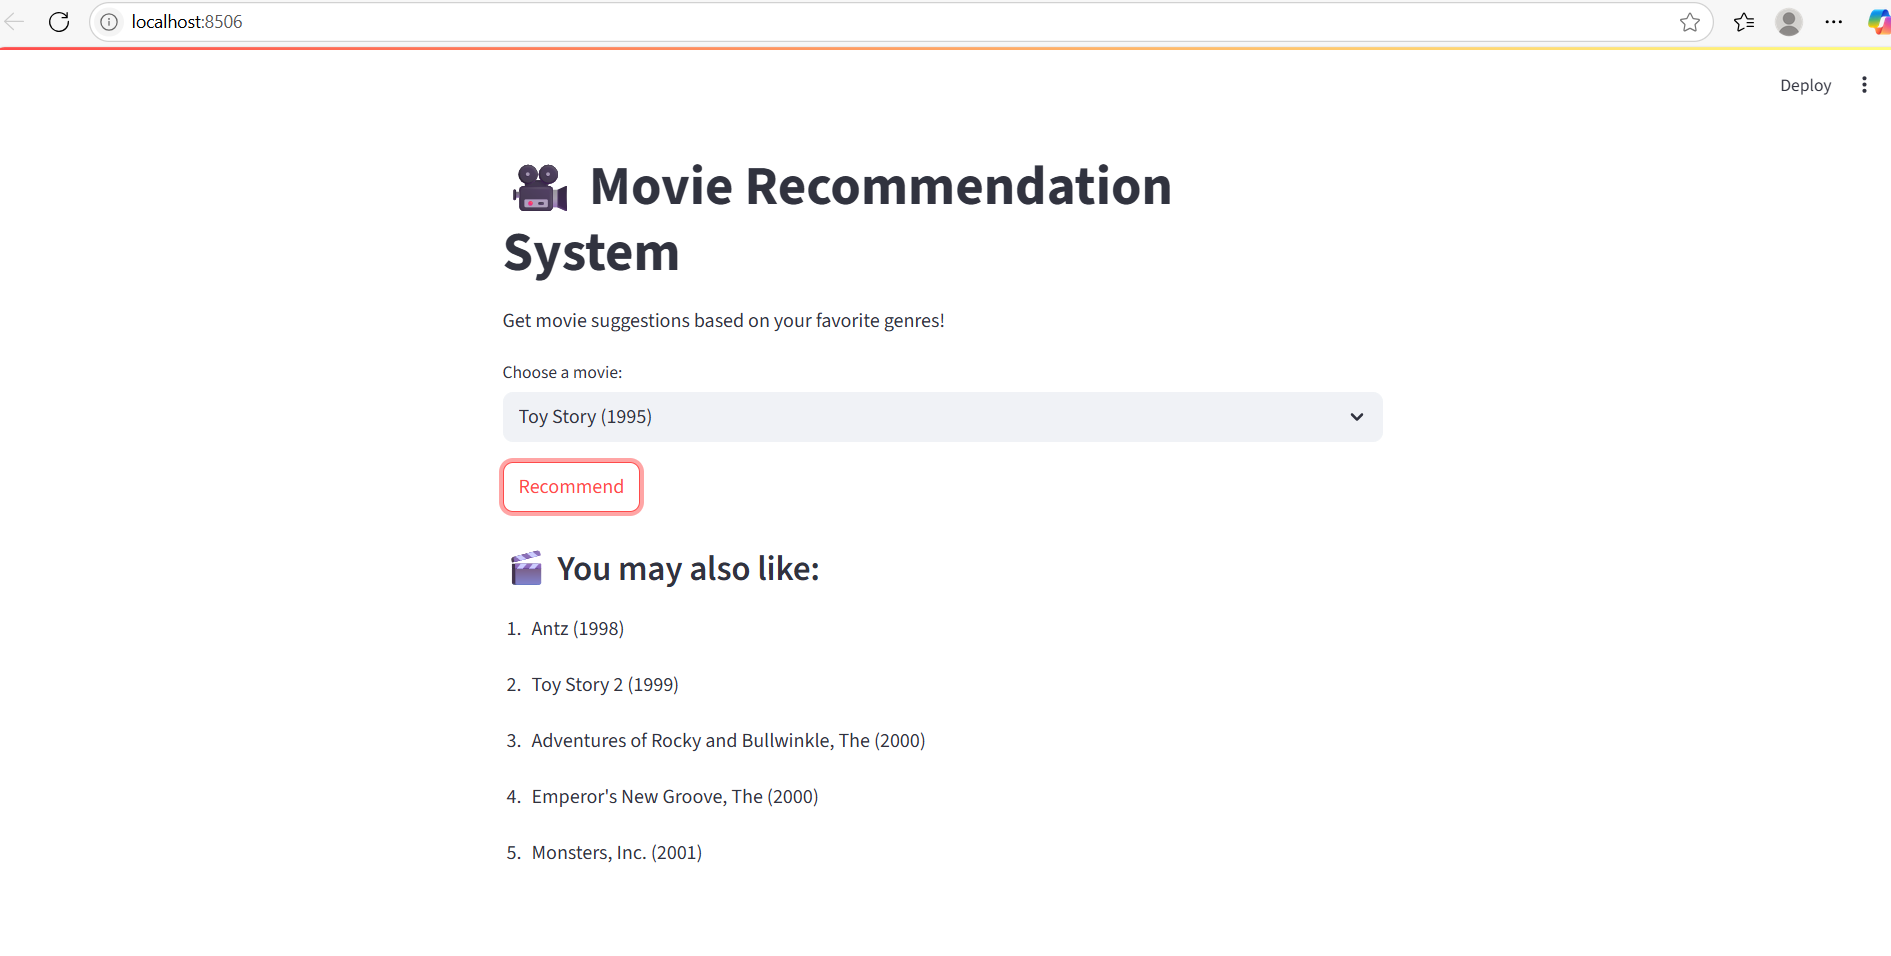 localhost:8506
Deploy
Movie Recommendation
System
Get movie suggestions based on your favorite genres!
Choose a movie:
Toy Story (1995)
Recommend
You may also like:
1. Antz (1998)
2. Toy Story 2 (1999)
3. Adventures of Rocky and Bullwinkle, The (2000)
4. Emperor's New Groove, The (2000)
5. Monsters, Inc. (2001)